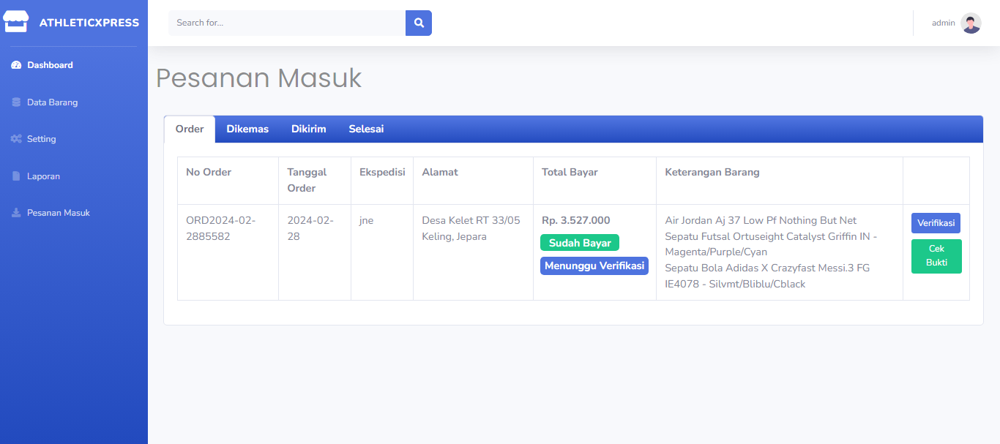 ATHLETICXPRESS
Search for...
admin
Dashboard
Data Barang
Setting
Laporan
Pesanan Masuk
Pesanan Masuk
Order
Dikemas
Dikirim
Selesai
No Order
Tanggal
Order
Ekspedisi
Alamat
Total Bayar
Keterangan Barang
ORD2024-02-
2885582
2024-02-
28
jne
Desa Kelet RT 33/05
Keling, Jepara
Rp. 3.527.000
Sudah Bayar
Menunggu Verifikasi
Air Jordan Aj 37 Low Pf Nothing But Net
Sepatu Futsal Ortuseight Catalyst Griffin IN -
Magenta/Purple/Cyan
Sepatu Bola Adidas X Crazyfast Messi.3 FG
IE4078 - Silvmt/Bliblu/Cblack
Verifikasi
Cek
Bukti